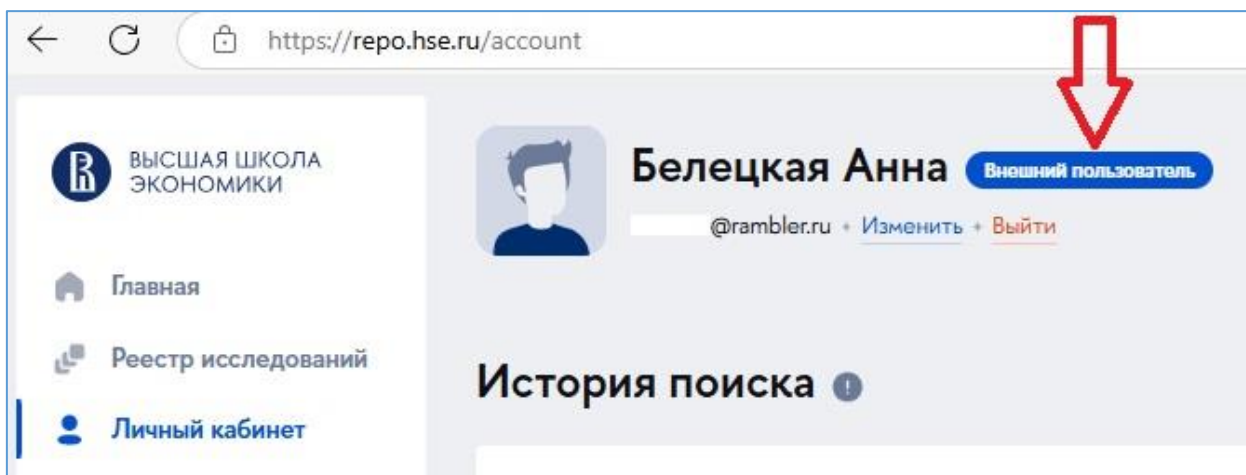 https://repo.hse.ru/account
ВЫСШАЯ ШКОЛА
ЭКОНОМИКИ
Белецкая Анна Внешний пользователь
@rambler.ru • Изменить • Выйти
Главная
Реестр исследований
Личный кабинет
История поиска